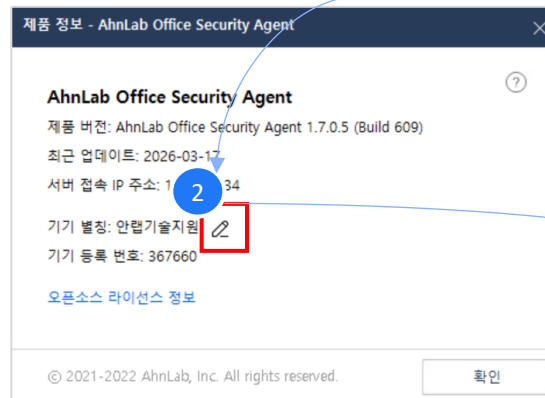 제품 정보 - AhnLab Office Security Agent
AhnLab Office Security Agent
제품 버전: AhnLab Office Security Agent 1.7.0.5 (Build 609)
최근 업데이트: 2026-03-17
서버 접속 IP 주소: 1 34
2
기기 별칭: 안랩기술지원
기기 등록 번호: 367660
오픈소스 라이선스 정보
© 2021-2022 AhnLab, Inc. All rights reserved.
확인